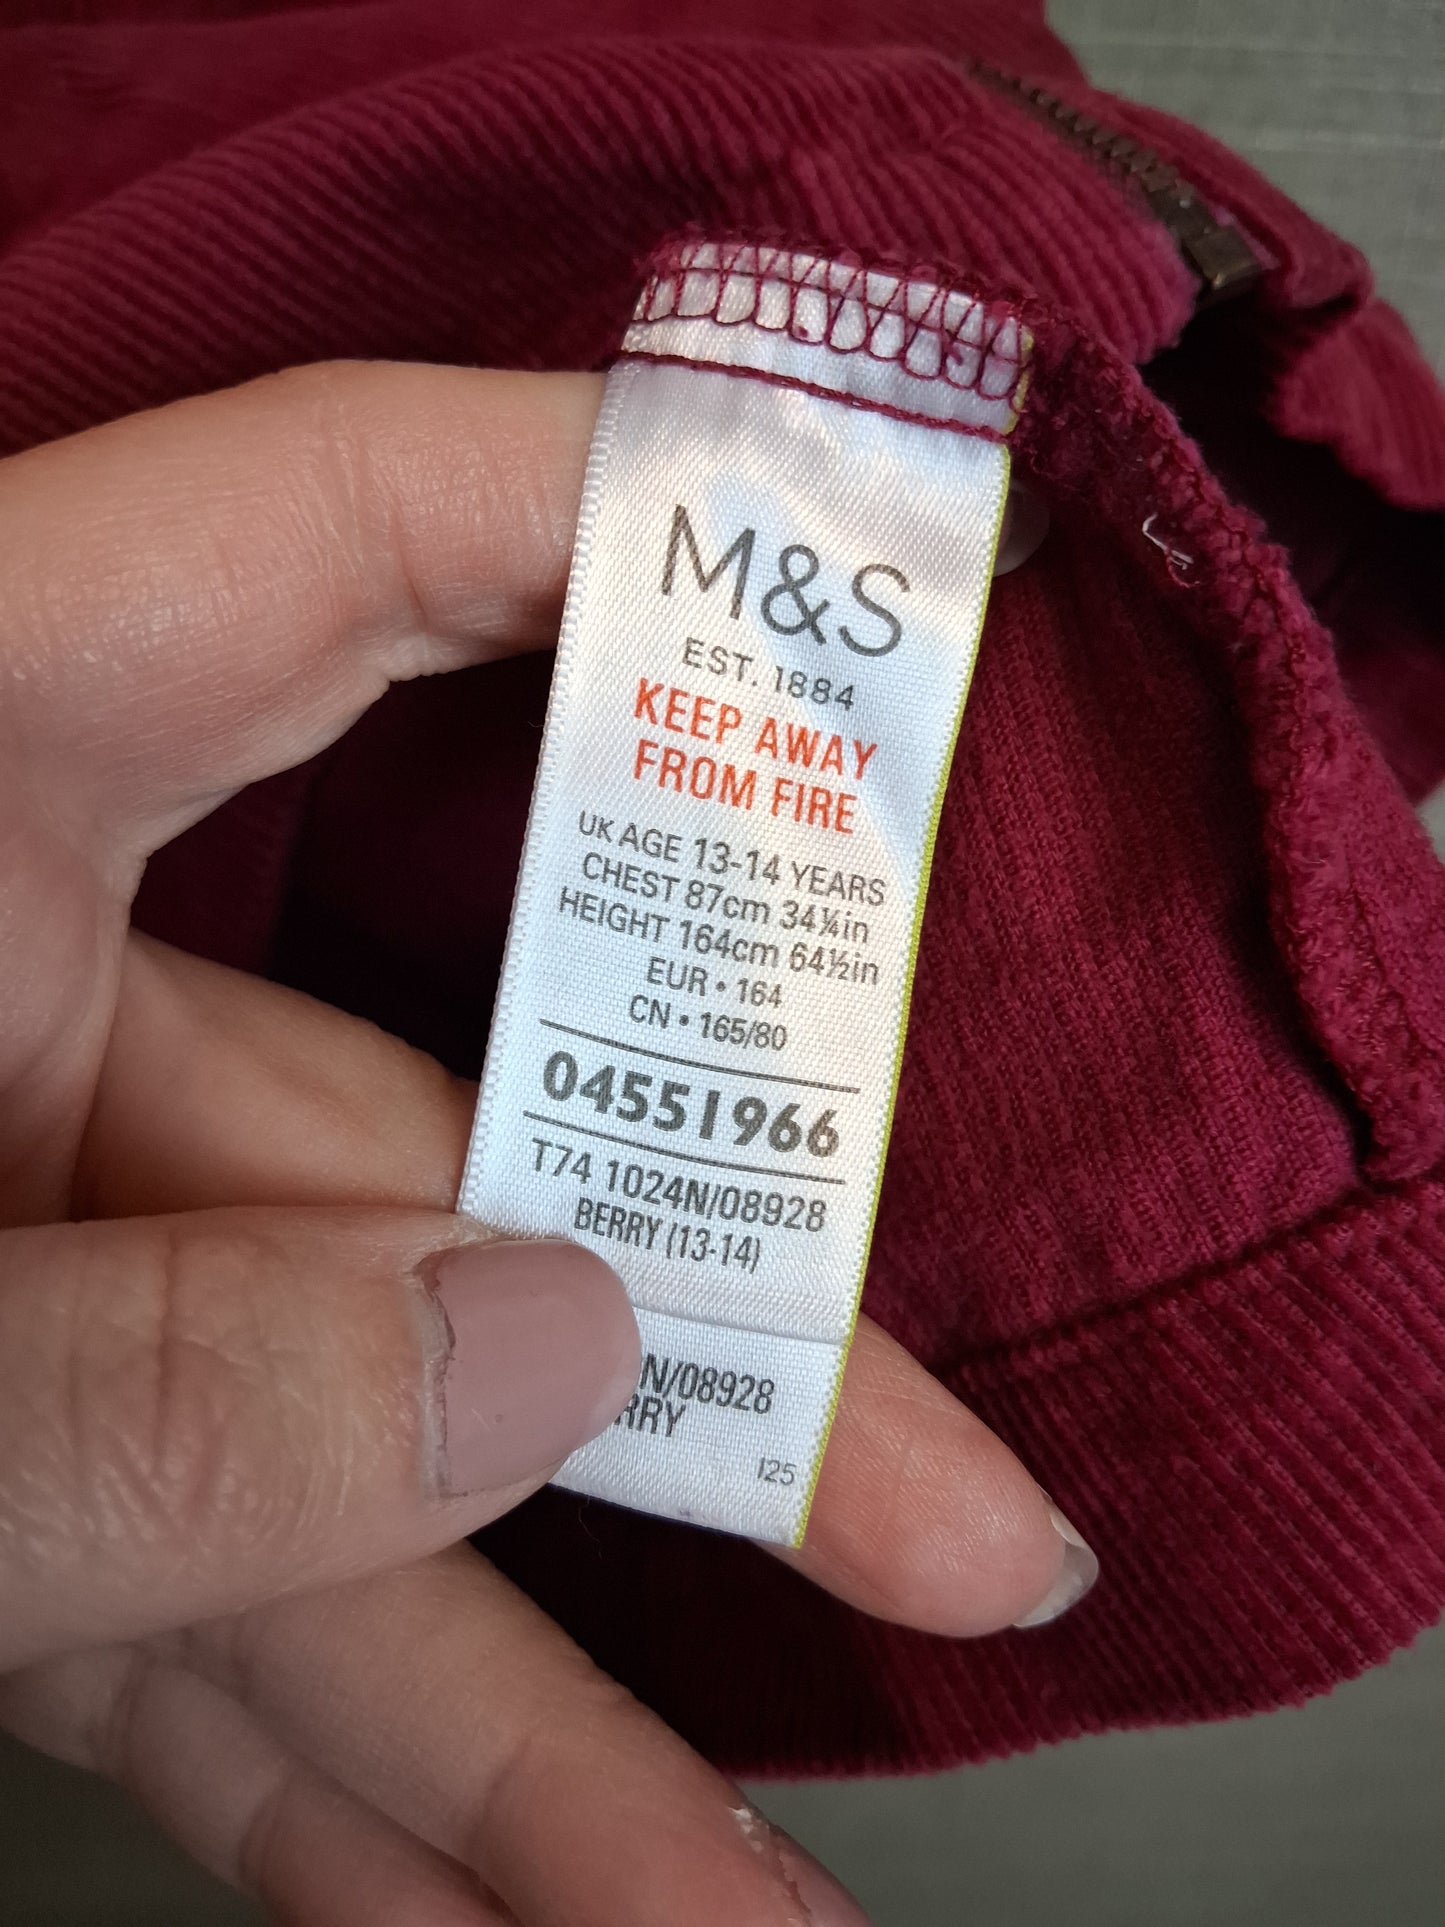 M&S
EST. 1884
KEEP AWAY
FROM FIRE
UK AGE 13-14 YEARS
CHEST 87cm 34¼in
HEIGHT 164cm 64½in
EUR • 164
CN • 165/80
04551966
T74 1024N/08928
BERRY (13-14)
N/08928
RRY
I25